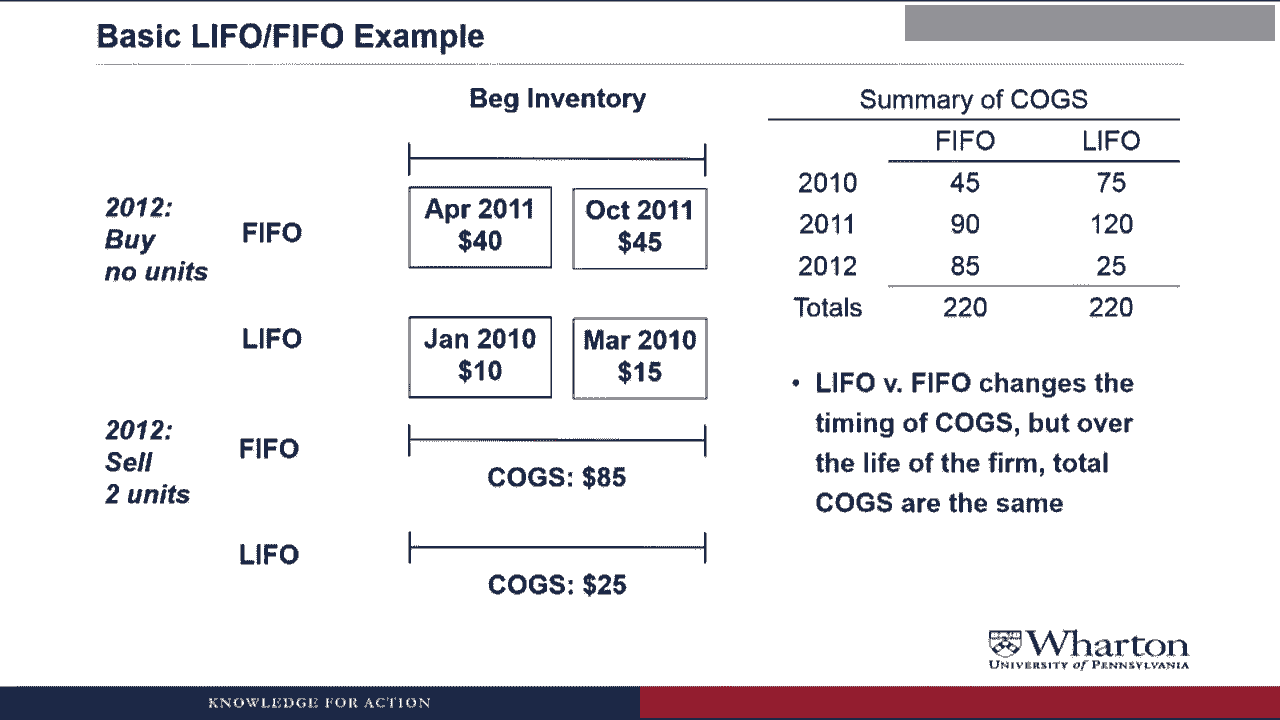 Basic LIFO/FIFO Example
Beg Inventory
2012:
Buy
no units
FIFO
Apr 2011
$40
Oct 2011
$45
LIFO
Jan 2010
$10
Mar 2010
$15
2012:
Sell
2 units
FIFO
COGS: $85
LIFO
COGS: $25
Summary of COGS
FIFO LIFO
2010 45 75
2011 90 120
2012 85 25
Totals 220 220
• LIFO v. FIFO changes the
timing of COGS, but over
the life of the firm, total
COGS are the same
Wharton
UNIVERSITY of PENNSYLVANIA
KNOWLEDGE FOR ACTION